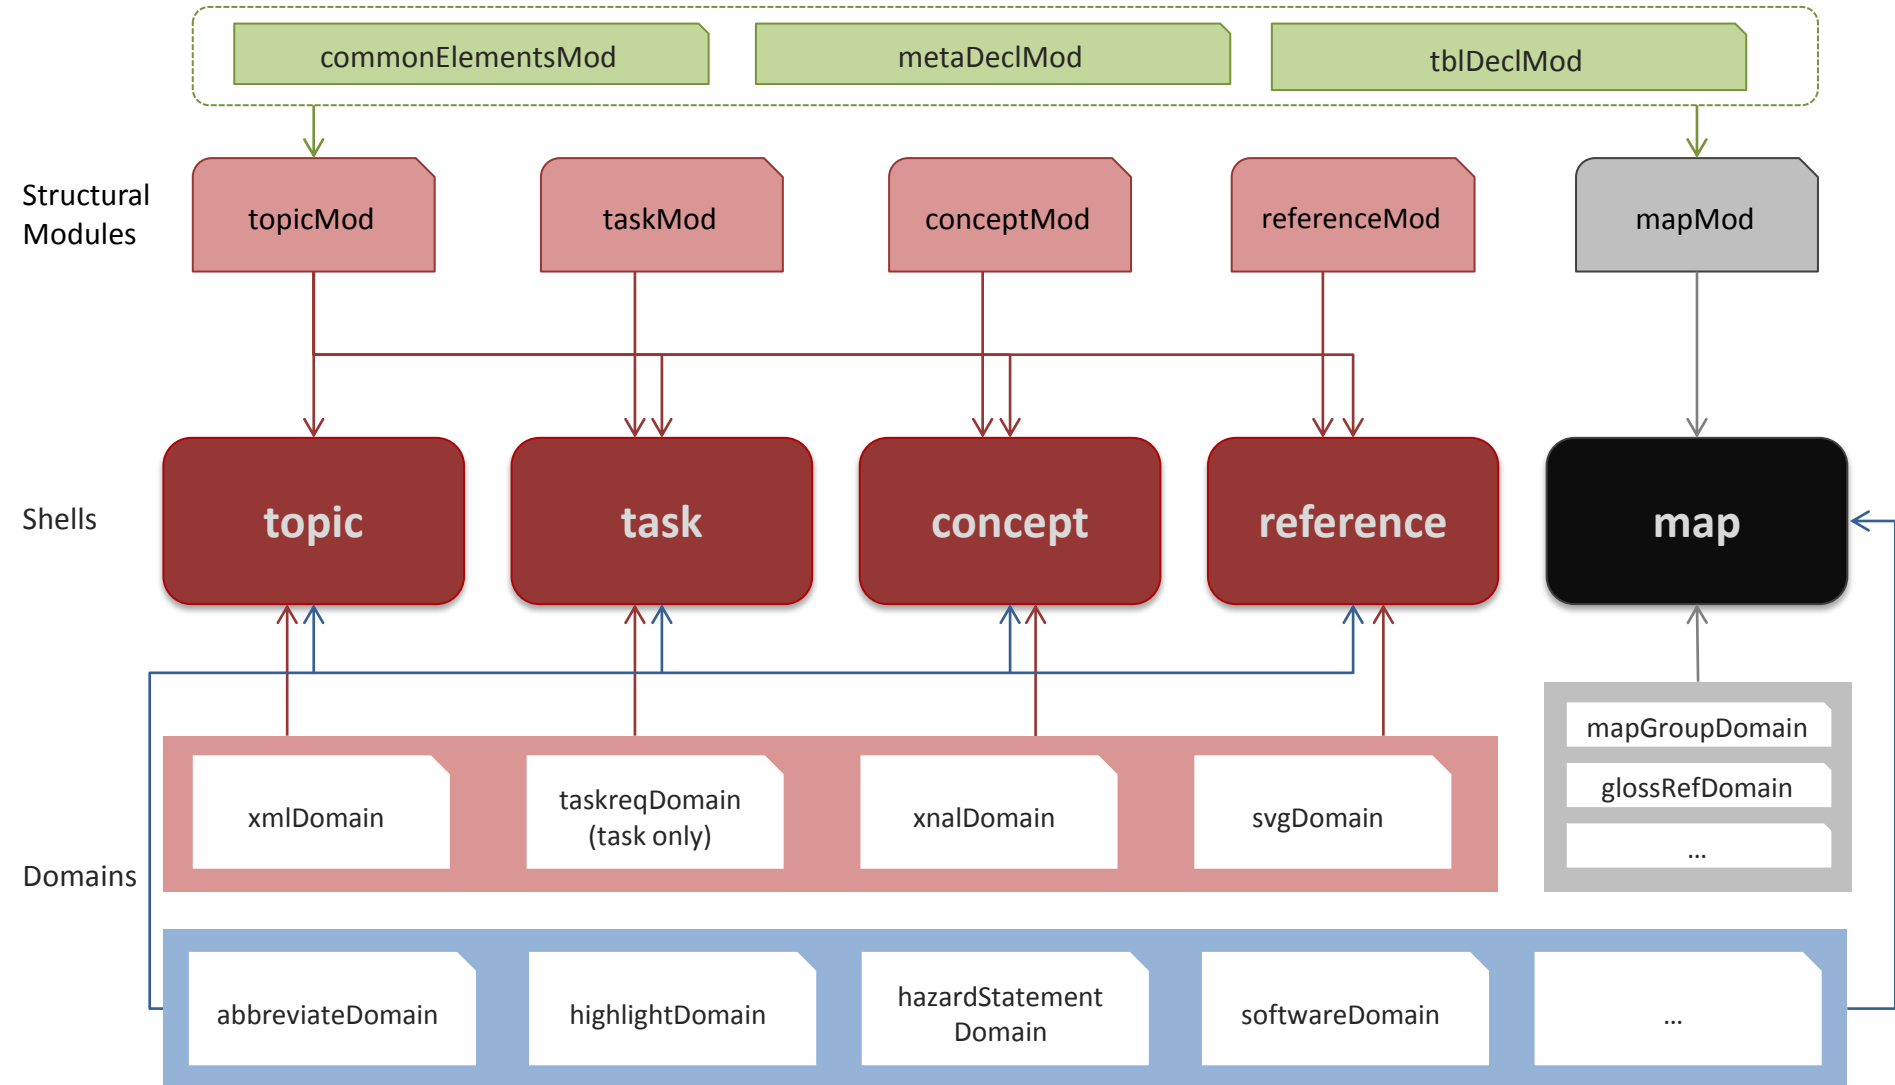 commonElementsMod
metaDeclMod
tblDeclMod
Structural
Modules
topicMod
taskMod
conceptMod
referenceMod
mapMod
Shells
topic
task
concept
reference
map
Domains
xmlDomain
taskreqDomain
(task only)
xnalDomain
svgDomain
mapGroupDomain
glossRefDomain
...
abbreviateDomain
highlightDomain
hazardStatement
Domain
softwareDomain
...